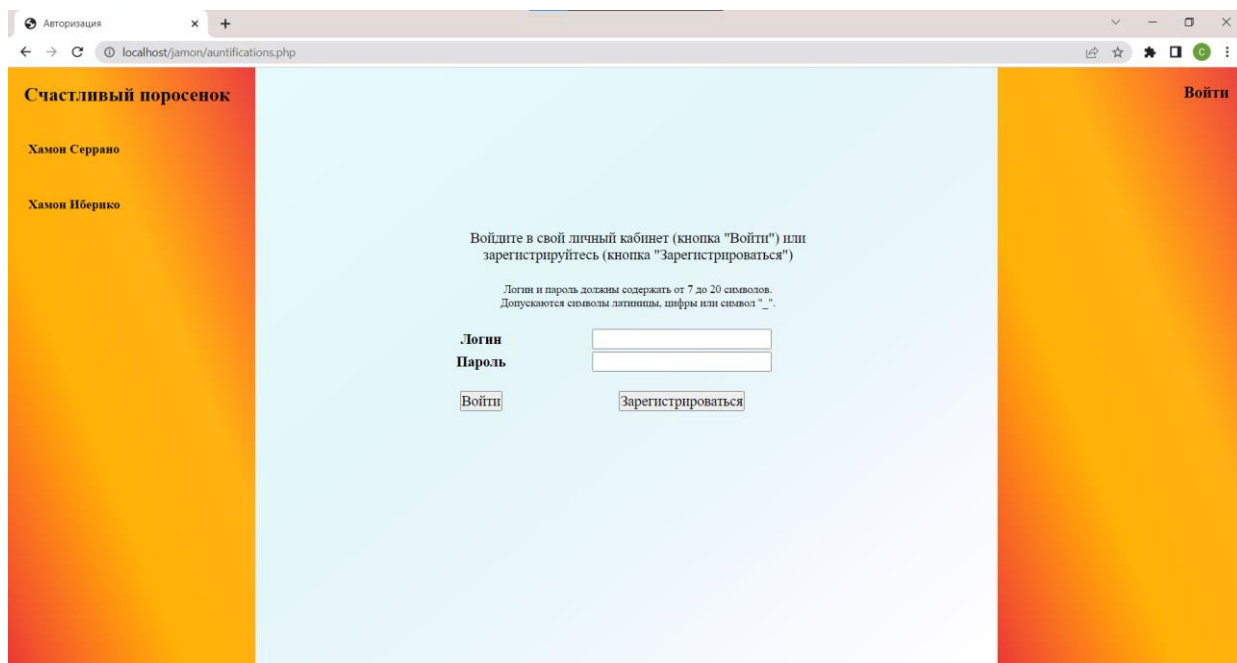 Авторизация
localhost/jamon/auntifications.php
C
Счастливый поросенок
Войти
Хамон Серрано
Хамон Иберико
Войдите в свой личный кабинет (кнопка "Войти") или
зарегистрируйтесь (кнопка "Зарегистрироваться")
Логин и пароль должны содержать от 7 до 20 символов.
Допускаются символы латиницы, цифры или символ "_".
Логин
Пароль
Войти Зарегистрироваться